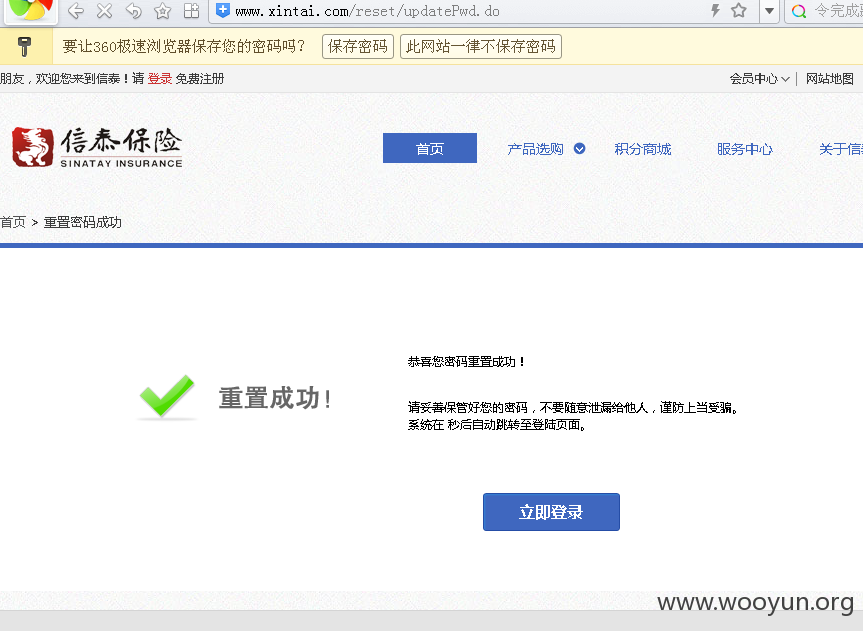 www.xintai.com/reset/updatePwd.do
令完成
要让360极速浏览器保存您的密码吗？ 保存密码 此网站一律不保存密码
朋友，欢迎您来到信泰！请 登录 免费注册 会员中心 网站地图
信泰保险
SINATAY INSURANCE
首页 产品选购 积分商城 服务中心 关于信
首页 > 重置密码成功
恭喜您密码重置成功！
重置成功！
请妥善保管好您的密码，不要随意泄漏给他人，谨防上当受骗。
系统在 秒后自动跳转至登陆页面。
立即登录
www.wooyun.org